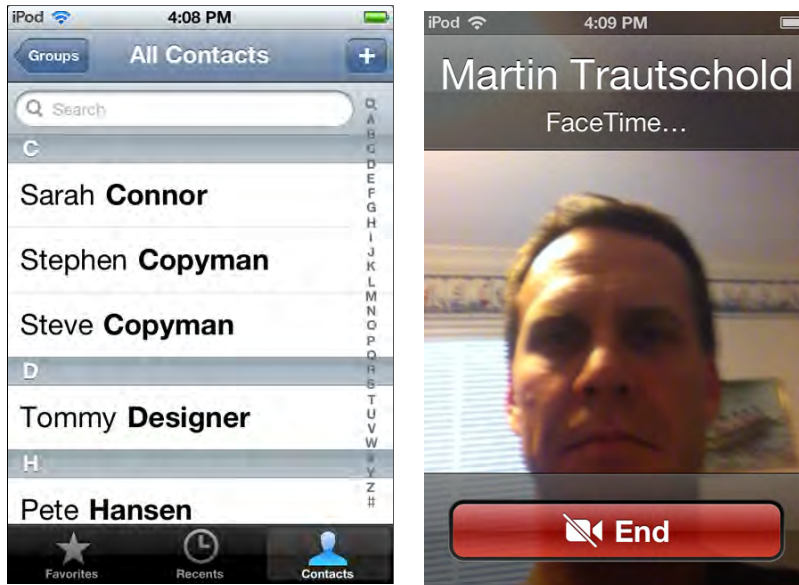 iPod 4:08 PM
Groups All Contacts +
Search
A
B
C
D
E
F
G
H
I
J
K
L
M
N
O
P
Q
R
S
T
U
V
W
Y
Z
#
C
Sarah Connor
Stephen Copyman
Steve Copyman
D
Tommy Designer
H
Pete Hansen
Favorites Recents Contacts
iPod 4:09 PM
Martin Trautschold
FaceTime...
End